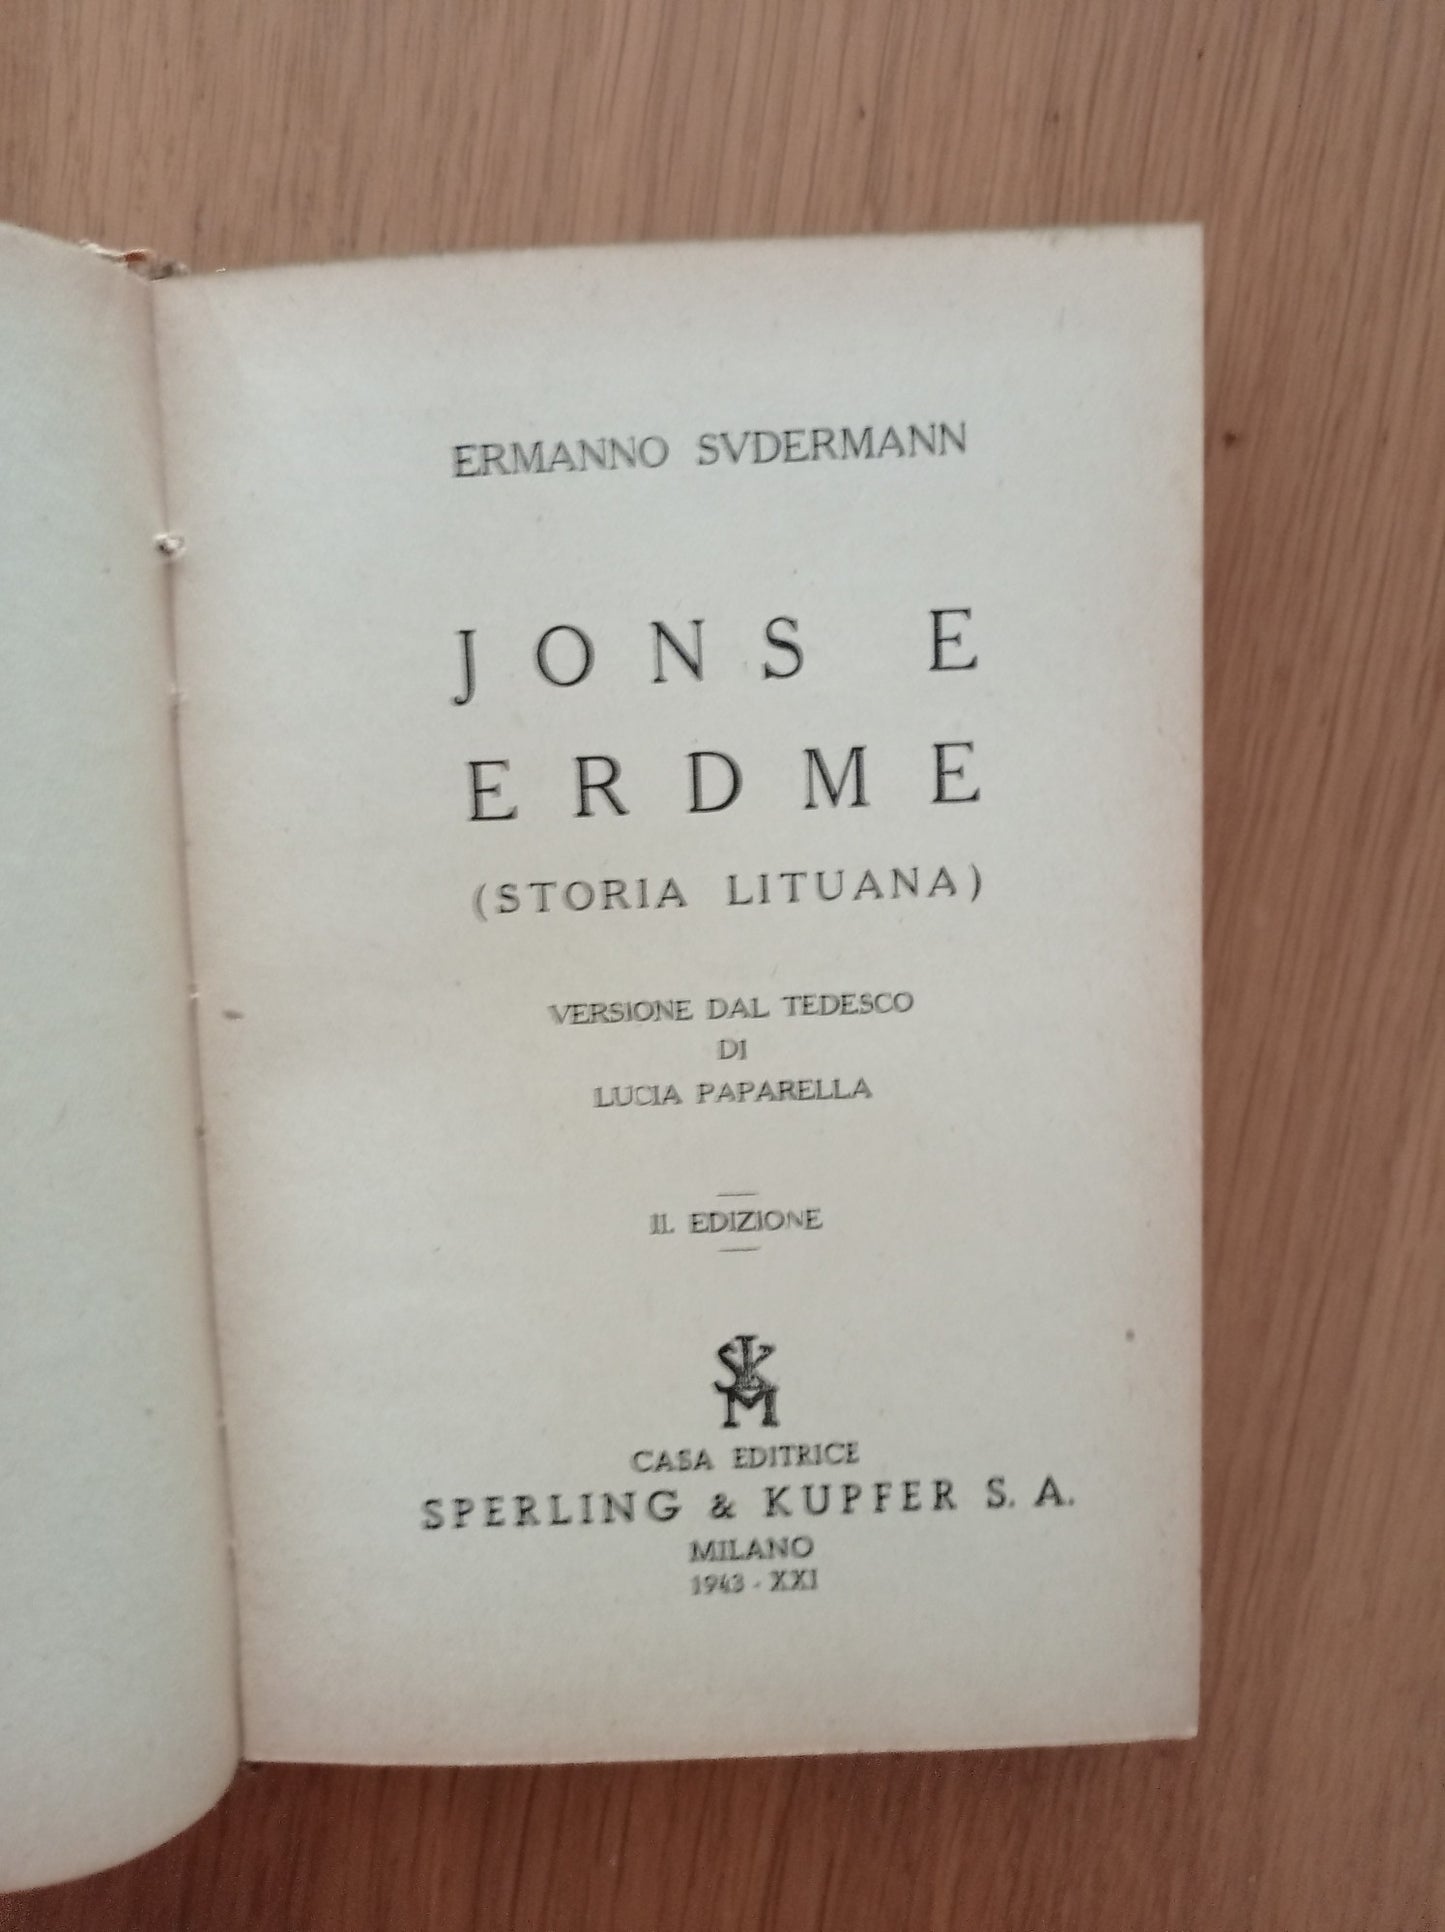 ERMANNO SVDERMANN
JONS E
ERDME
(STORIA LITUANA)
VERSIONE DAL TEDESCO
DI
LUCIA PAPARELLA
II. EDIZIONE
SKM
CASA EDITRICE
SPERLING & KUPFER S. A.
MILANO
1943 - XXI